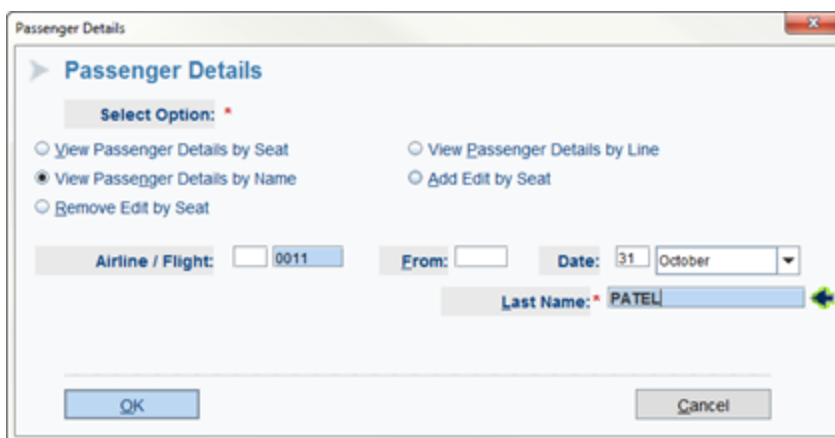 Passenger Details
Passenger Details
Select Option: *
View Passenger Details by Seat View Passenger Details by Line
View Passenger Details by Name Add Edit by Seat
Remove Edit by Seat
Airline / Flight: 0011 From: Date: 31 October
Last Name:* PATEL
OK Cancel